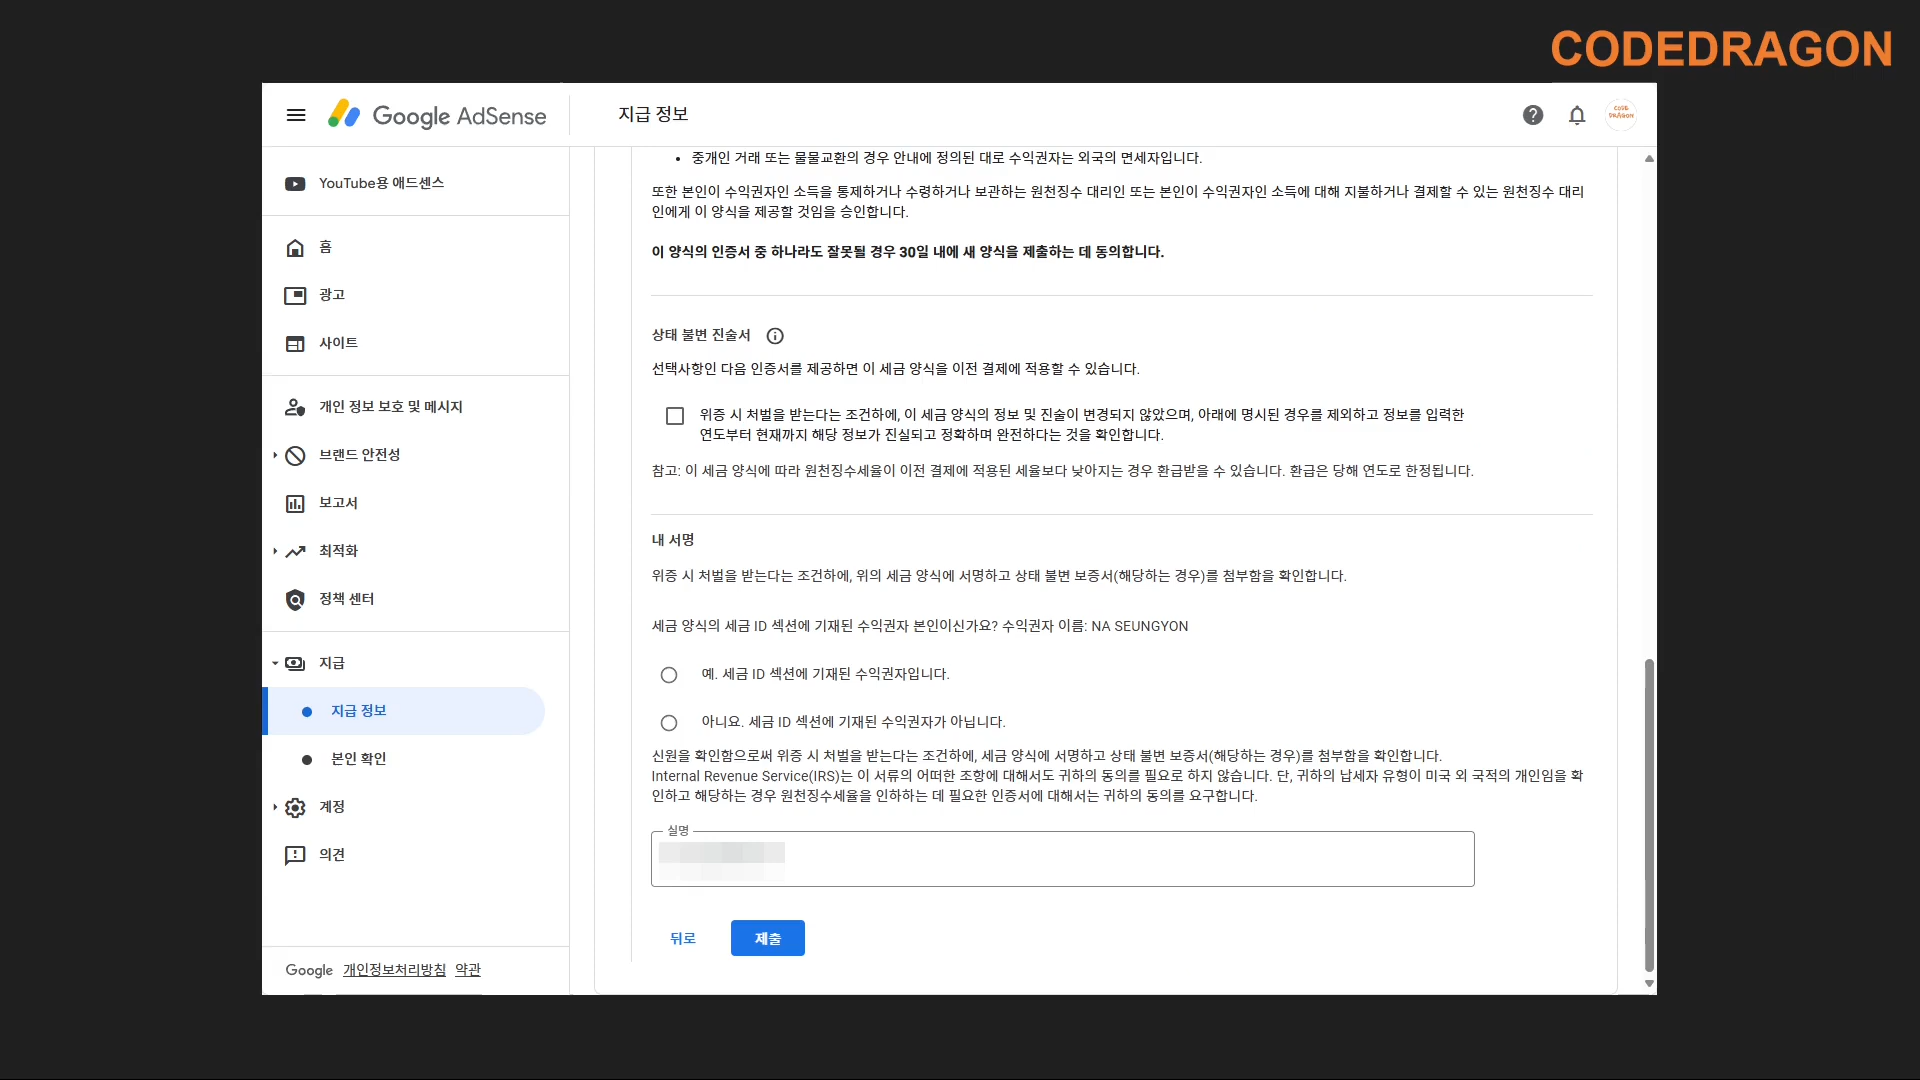 CODEDRAGON
Google AdSense
지급 정보
CODE
DRAGON
YouTube용 애드센스
홈
광고
사이트
개인 정보 보호 및 메시지
브랜드 안전성
보고서
최적화
정책 센터
지급
지급 정보
본인 확인
계정
의견
Google 개인정보처리방침 약관
• 중개인 거래 또는 물물교환의 경우 안내에 정의된 대로 수익권자는 외국의 면세자입니다.
또한 본인이 수익권자인 소득을 통제하거나 수령하거나 보관하는 원천징수 대리인 또는 본인이 수익권자인 소득에 대해 지불하거나 결제할 수 있는 원천징수 대리
인에게 이 양식을 제공할 것임을 승인합니다.
이 양식의 인증서 중 하나라도 잘못될 경우 30일 내에 새 양식을 제출하는 데 동의합니다.
상태 불변 진술서
선택사항인 다음 인증서를 제공하면 이 세금 양식을 이전 결제에 적용할 수 있습니다.
위증 시 처벌을 받는다는 조건하에, 이 세금 양식의 정보 및 진술이 변경되지 않았으며, 아래에 명시된 경우를 제외하고 정보를 입력한
연도부터 현재까지 해당 정보가 진실되고 정확하며 완전하다는 것을 확인합니다.
참고: 이 세금 양식에 따라 원천징수세율이 이전 결제에 적용된 세율보다 낮아지는 경우 환급받을 수 있습니다. 환급은 당해 연도로 한정됩니다.
내 서명
위증 시 처벌을 받는다는 조건하에, 위의 세금 양식에 서명하고 상태 불변 보증서(해당하는 경우)를 첨부함을 확인합니다.
세금 양식의 세금 ID 섹션에 기재된 수익권자 본인이신가요? 수익권자 이름: NA SEUNGYON
예. 세금 ID 섹션에 기재된 수익권자입니다.
아니요. 세금 ID 섹션에 기재된 수익권자가 아닙니다.
신원을 확인함으로써 위증 시 처벌을 받는다는 조건하에, 세금 양식에 서명하고 상태 불변 보증서(해당하는 경우)를 첨부함을 확인합니다.
Internal Revenue Service(IRS)는 이 서류의 어떠한 조항에 대해서도 귀하의 동의를 필요로 하지 않습니다. 단, 귀하의 납세자 유형이 미국 외 국적의 개인임을 확
인하고 해당하는 경우 원천징수세율을 인하하는 데 필요한 인증서에 대해서는 귀하의 동의를 요구합니다.
실명
뒤로
제출